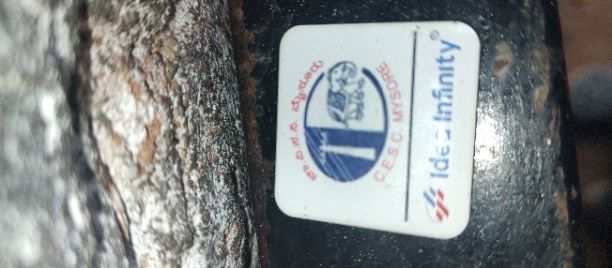 ಚಾ.ವಿ.ಸ.ನಿ.ನಿ. ಮೈಸೂರು
C.E.S.C. MYSORE
Idea Infinity